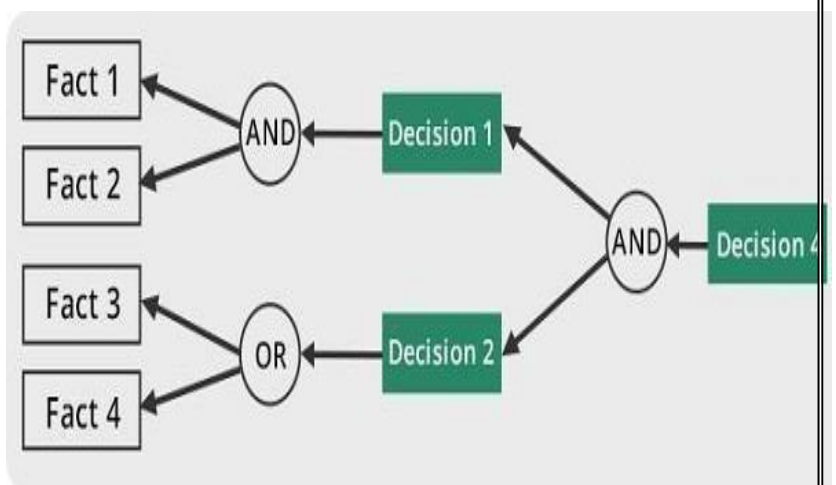 Fact 1
Fact 2
AND
Decision 1
AND
Decision 4
Fact 3
Fact 4
OR
Decision 2